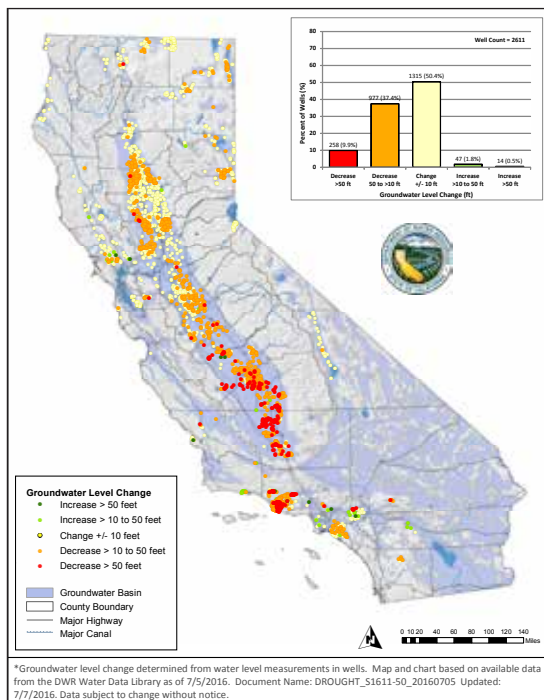 Well Count = 2611
Percent of Wells (%)
80
70
60
50
40
30
20
10
0
258 (9.9%)
977 (37.4%)
1315 (50.4%)
47 (1.8%)
14 (0.5%)
Decrease >50 ft
Decrease 50 to >10 ft
Change +/- 10 ft
Increase >10 to 50 ft
Increase >50 ft
Groundwater Level Change (ft)
Groundwater Level Change
Increase > 50 feet
Increase > 10 to 50 feet
Change +/- 10 feet
Decrease > 10 to 50 feet
Decrease > 50 feet
Groundwater Basin
County Boundary
Major Highway
Major Canal
N
0 10 20 40 60 80 100 120 140
Miles
*Groundwater level change determined from water level measurements in wells. Map and chart based on available data
from the DWR Water Data Library as of 7/5/2016. Document Name: DROUGHT_S1611-S0_20160705 Updated:
7/7/2016. Data subject to change without notice.